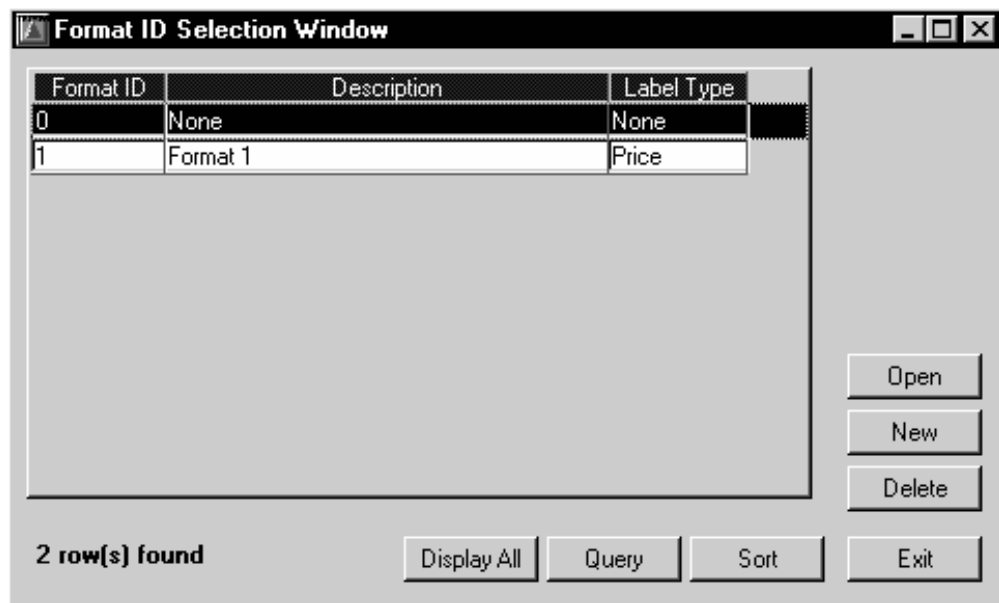 Format ID Selection Window
Format ID Description Label Type
0 None None
1 Format 1 Price
Open
New
Delete
2 row(s) found Display All Query Sort Exit